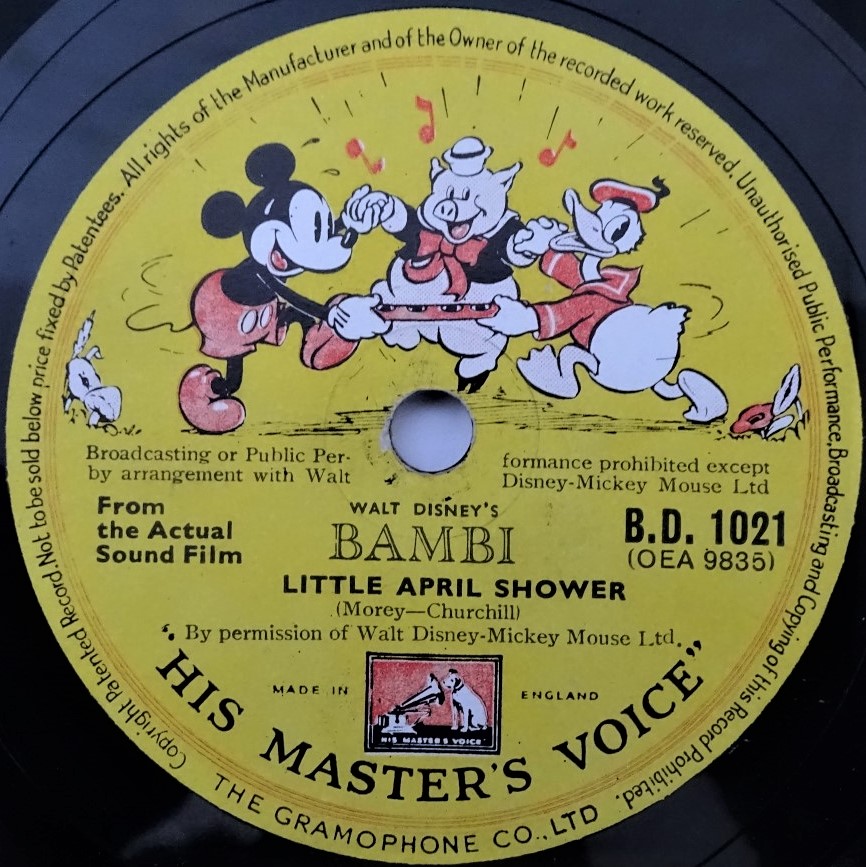 Copyright Patented Record. Not to be sold below price fixed by Patentees. All rights of the Manufacturer and of the Owner of the recorded work reserved. Unauthorised Public Performance, Broadcasting and Copying of this Record Prohibited.
Broadcasting or Public Performance prohibited except
by arrangement with Walt Disney-Mickey Mouse Ltd
From
the Actual
Sound Film
WALT DISNEY'S
BAMBI
B.D. 1021
(OEA 9835)
LITTLE APRIL SHOWER
(Morey—Churchill)
By permission of Walt Disney-Mickey Mouse Ltd.
MADE IN ENGLAND
HIS MASTER'S VOICE
"HIS MASTER'S VOICE"
THE GRAMOPHONE CO., LTD